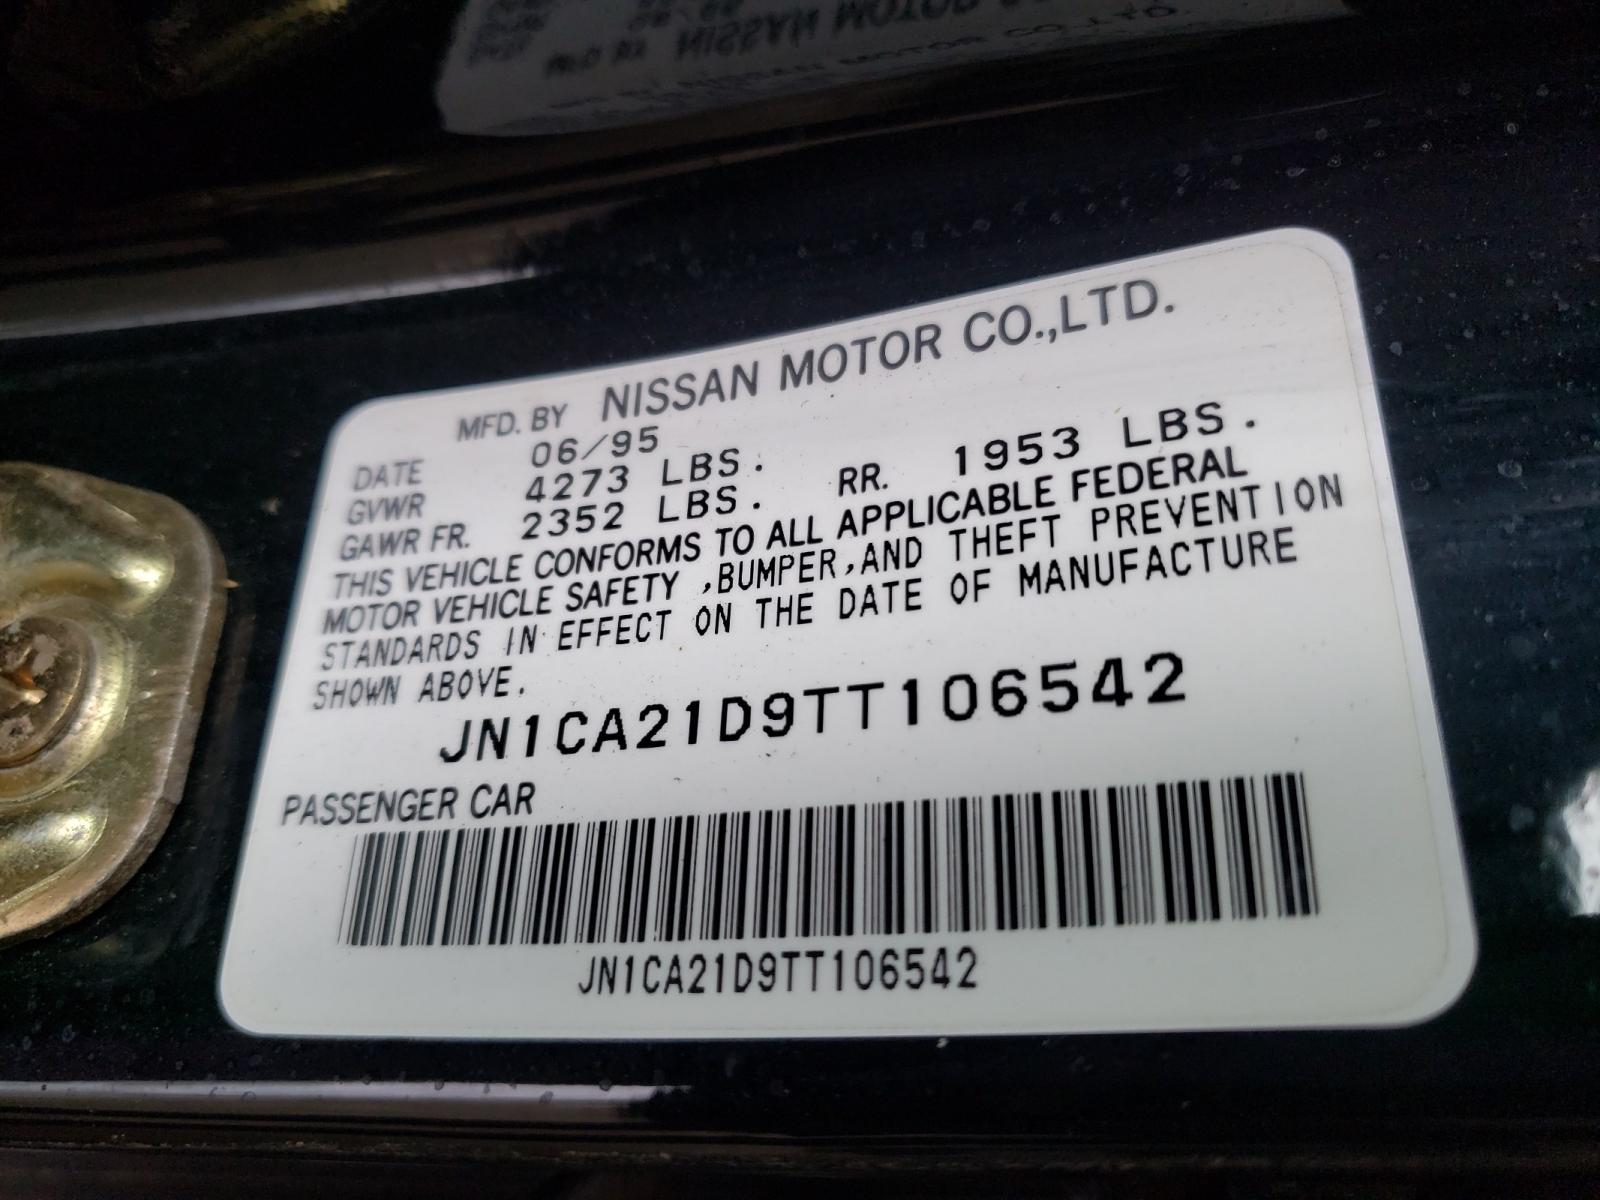 MFD. BY NISSAN MOTOR CO.,LTD.
DATE 06/95
GVWR 4273 LBS.
GAWR FR. 2352 LBS. RR. 1953 LBS.
THIS VEHICLE CONFORMS TO ALL APPLICABLE FEDERAL
MOTOR VEHICLE SAFETY ,BUMPER,AND THEFT PREVENTION
STANDARDS IN EFFECT ON THE DATE OF MANUFACTURE
SHOWN ABOVE.
JN1CA21D9TT106542
PASSENGER CAR
JN1CA21D9TT106542